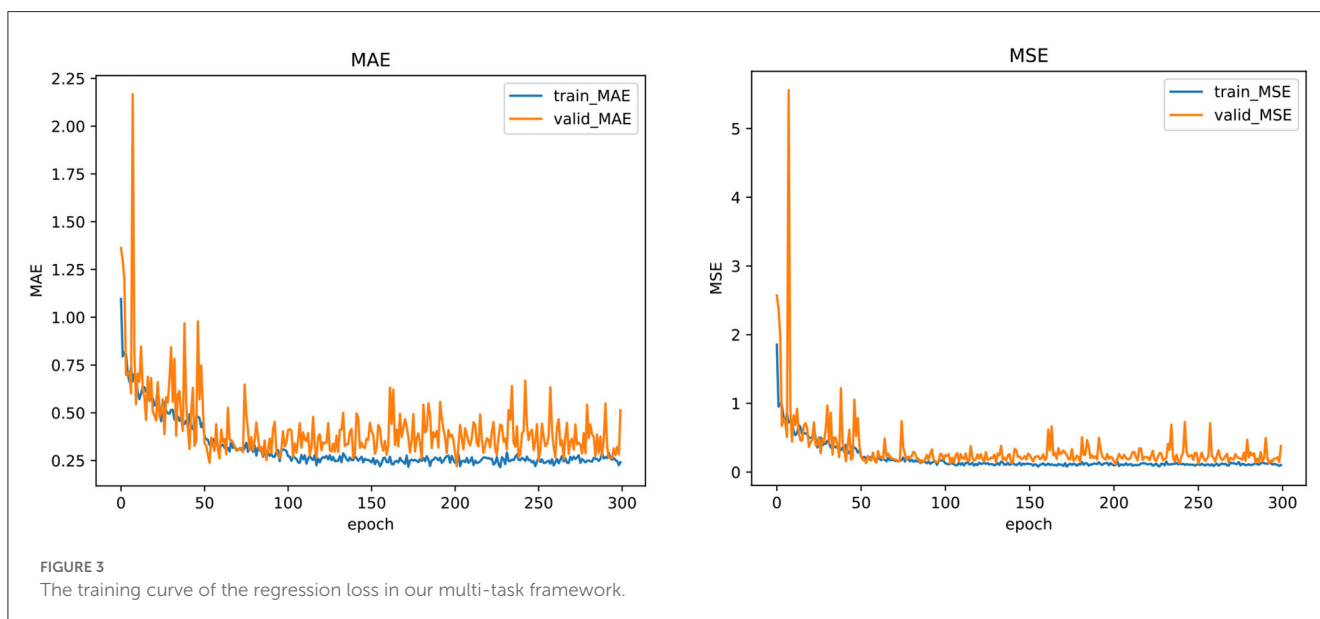 MAE
2.25
2.00
1.75
1.50
1.25
1.00
0.75
0.50
0.25
MAE
0
50
100
150
200
250
300
epoch
train_MAE
valid_MAE
MSE
5
4
3
2
1
0
MSE
0
50
100
150
200
250
300
epoch
train_MSE
valid_MSE
FIGURE 3
The training curve of the regression loss in our multi-task framework.